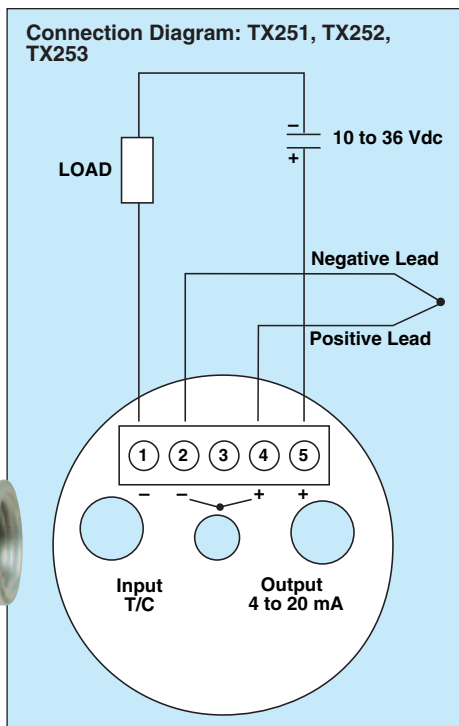 Connection Diagram: TX251, TX252,
TX253
−
10 to 36 Vdc
+
LOAD
Negative Lead
Positive Lead
1 2 3 4 5
− − + +
Input Output
T/C 4 to 20 mA